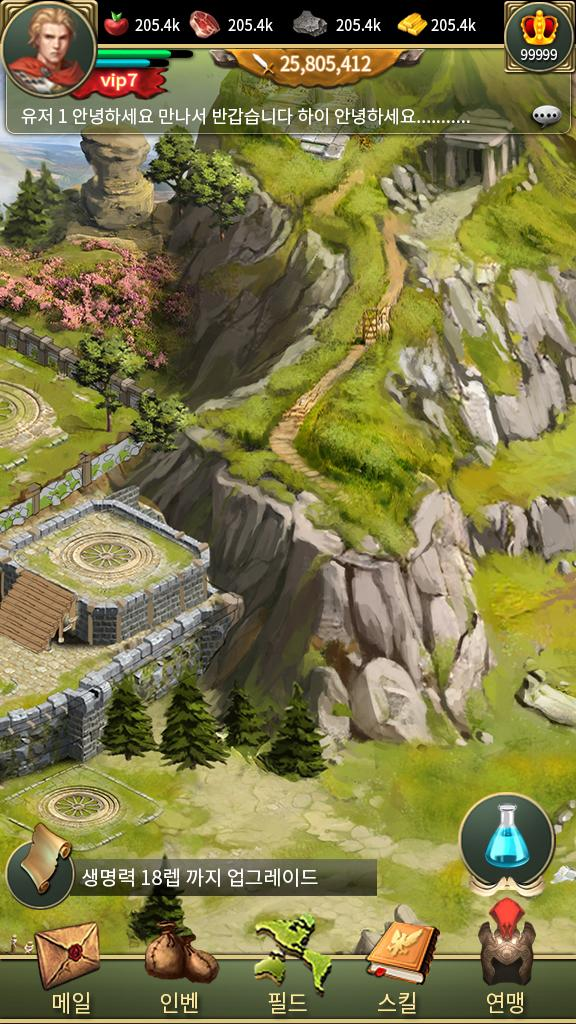 205.4k 205.4k 205.4k 205.4k
99999
vip7
25,805,412
유저 1 안녕하세요 만나서 반갑습니다 하이 안녕하세요...........
생명력 18렙 까지 업그레이드
메일 인벤 필드 스킬 연맹